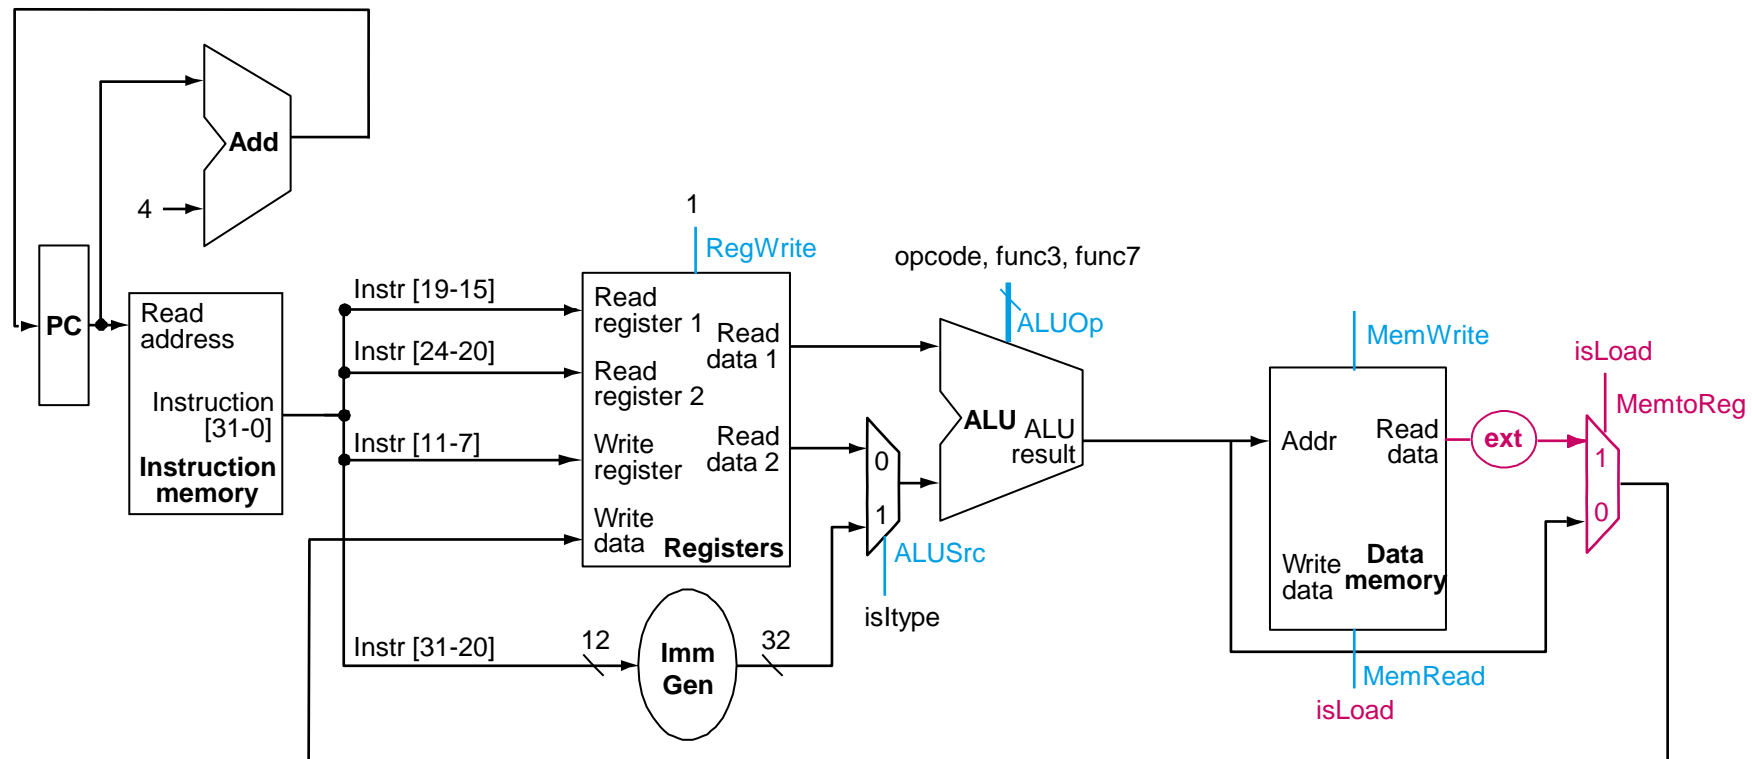 Add
4
PC
Read
address
Instruction
[31-0]
Instruction
memory
Instr [19-15]
Instr [24-20]
Instr [11-7]
Instr [31-20]
1
RegWrite
Read
register 1
Read
register 2
Write
register
Write
data
Read
data 1
Read
data 2
Registers
12
Imm
Gen
32
0
1
ALUSrc
isItype
opcode, func3, func7
ALUOp
ALU
ALU
result
MemWrite
Addr
Read
data
Write
data
Data
memory
MemRead
isLoad
ext
isLoad
MemtoReg
1
0